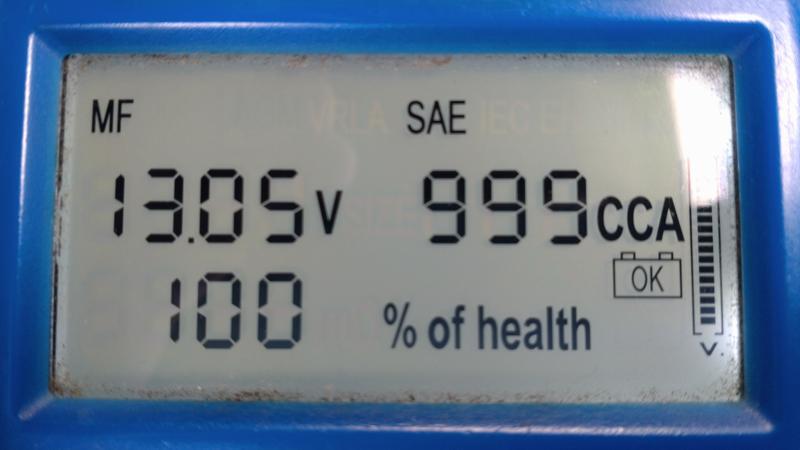 MF SAE
13.05 V 999 CCA
OK
100 % of health
V.